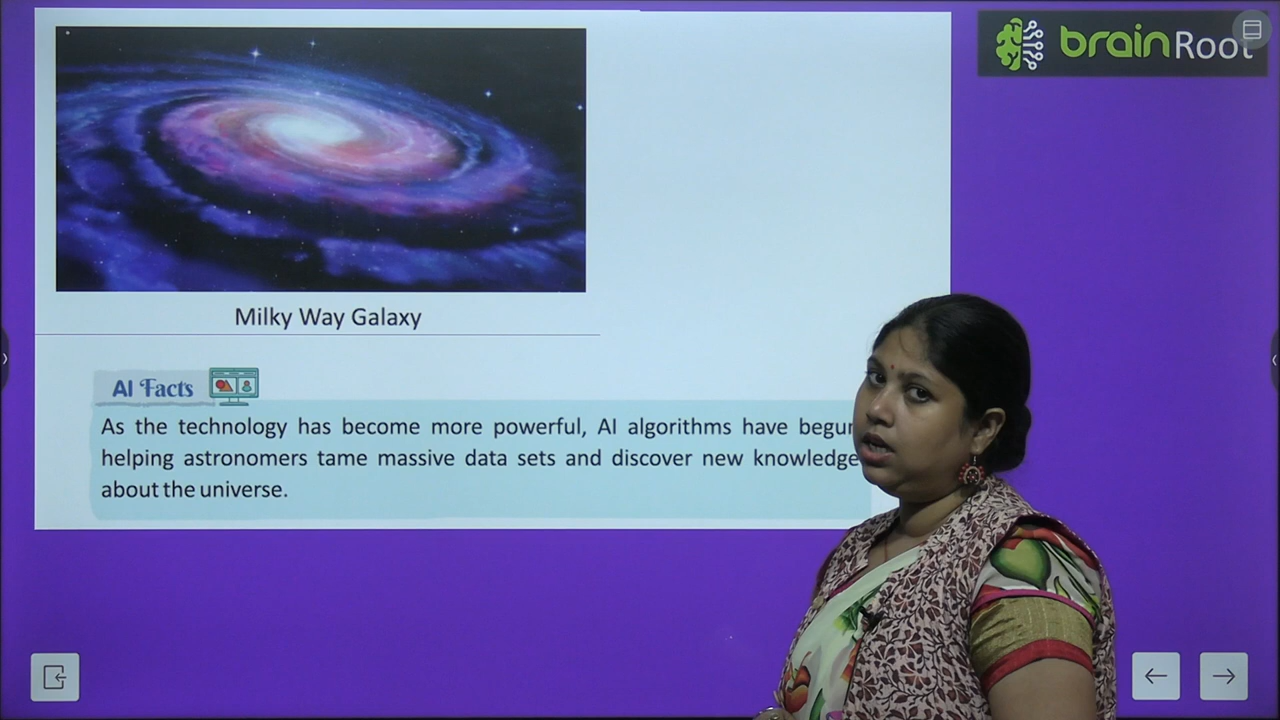 brainRoot
Milky Way Galaxy
AI Facts
As the technology has become more powerful, AI algorithms have begun
helping astronomers tame massive data sets and discover new knowledge
about the universe.